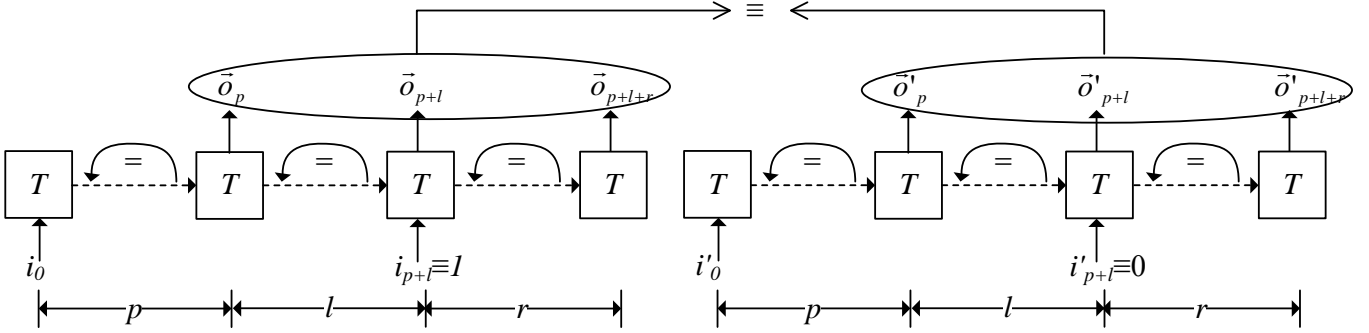 ≡
o⃗ₚ o⃗ₚ₊ₗ o⃗ₚ₊ₗ₊ᵣ o⃗'ₚ o⃗'ₚ₊ₗ o⃗'ₚ₊ₗ₊ᵣ
= = = = = =
T T T T T T T T
i₀ iₚ₊ₗ≡1 i'₀ i'ₚ₊ₗ≡0
p l r p l r